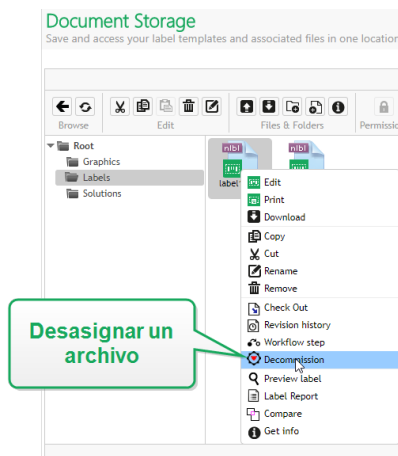 Document Storage
Save and access your label templates and associated files in one location
Browse
Edit
Files & Folders
Permissio
Root
Graphics
Labels
Solutions
nlbl
nlbl
label
Edit
Print
Download
Copy
Cut
Rename
Remove
Check Out
Revision history
Workflow step
Decommission
Preview label
Label Report
Compare
Get info
Desasignar un
archivo